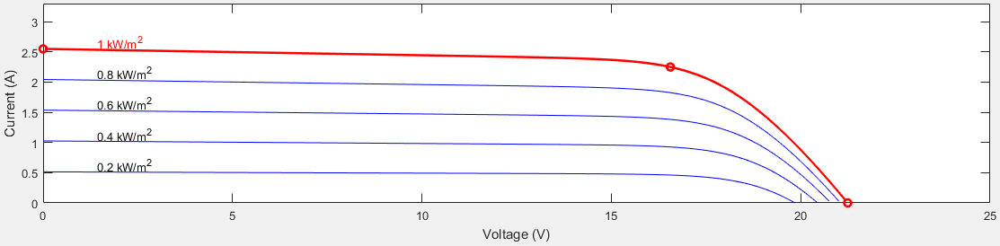 3
2.5
2
1.5
1
0.5
0
Current (A)
1 kW/m²
0.8 kW/m²
0.6 kW/m²
0.4 kW/m²
0.2 kW/m²
0 5 10 15 20 25
Voltage (V)